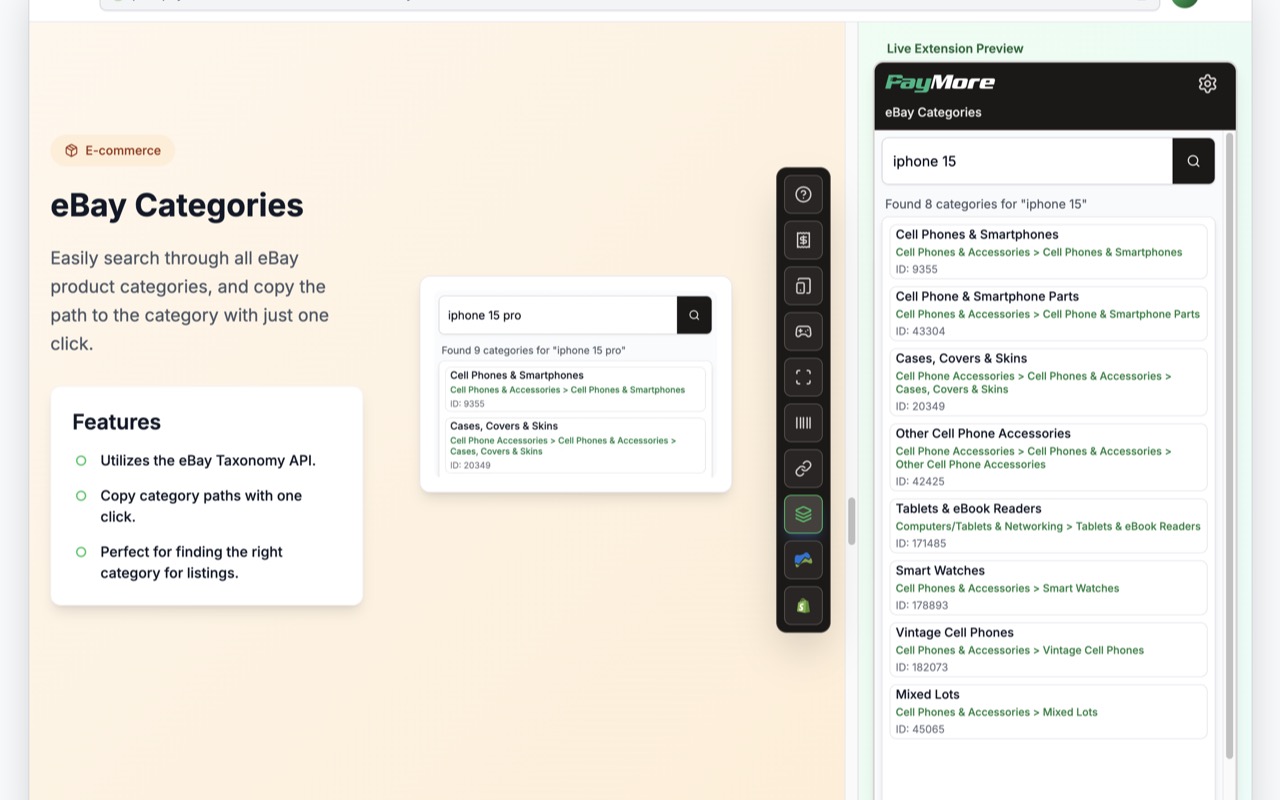 E-commerce
eBay Categories
Easily search through all eBay
product categories, and copy the
path to the category with just one
click.
Features
Utilizes the eBay Taxonomy API.
Copy category paths with one
click.
Perfect for finding the right
category for listings.
iphone 15 pro
Found 9 categories for "iphone 15 pro"
Cell Phones & Smartphones
Cell Phones & Accessories > Cell Phones & Smartphones
ID: 9355
Cases, Covers & Skins
Cell Phone Accessories > Cell Phones & Accessories >
Cases, Covers & Skins
ID: 20349
Live Extension Preview
PayMore
eBay Categories
iphone 15
Found 8 categories for "iphone 15"
Cell Phones & Smartphones
Cell Phones & Accessories > Cell Phones & Smartphones
ID: 9355
Cell Phone & Smartphone Parts
Cell Phones & Accessories > Cell Phone & Smartphone Parts
ID: 43304
Cases, Covers & Skins
Cell Phone Accessories > Cell Phones & Accessories >
Cases, Covers & Skins
ID: 20349
Other Cell Phone Accessories
Cell Phone Accessories > Cell Phones & Accessories >
Other Cell Phone Accessories
ID: 42425
Tablets & eBook Readers
Computers/Tablets & Networking > Tablets & eBook Readers
ID: 171485
Smart Watches
Cell Phones & Accessories > Smart Watches
ID: 178893
Vintage Cell Phones
Cell Phones & Accessories > Vintage Cell Phones
ID: 182073
Mixed Lots
Cell Phones & Accessories > Mixed Lots
ID: 45065